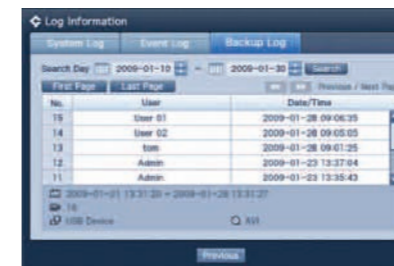 Log Information
System Log Event Log Backup Log
Search Day 2009-01-10 ~ 2009-01-30 Search
First Page Last Page Previous / Next Pag
No. User Date/Time
15 User 01 2009-01-28 09:06:35
14 User 02 2009-01-28 09:05:05
13 tom 2009-01-28 09:01:25
12 Admin 2009-01-23 13:37:04
11 Admin 2009-01-23 13:35:43
2009-01-21 13:31:20 ~ 2009-01-28 13:31:27
16
USB Device AVI
Previous